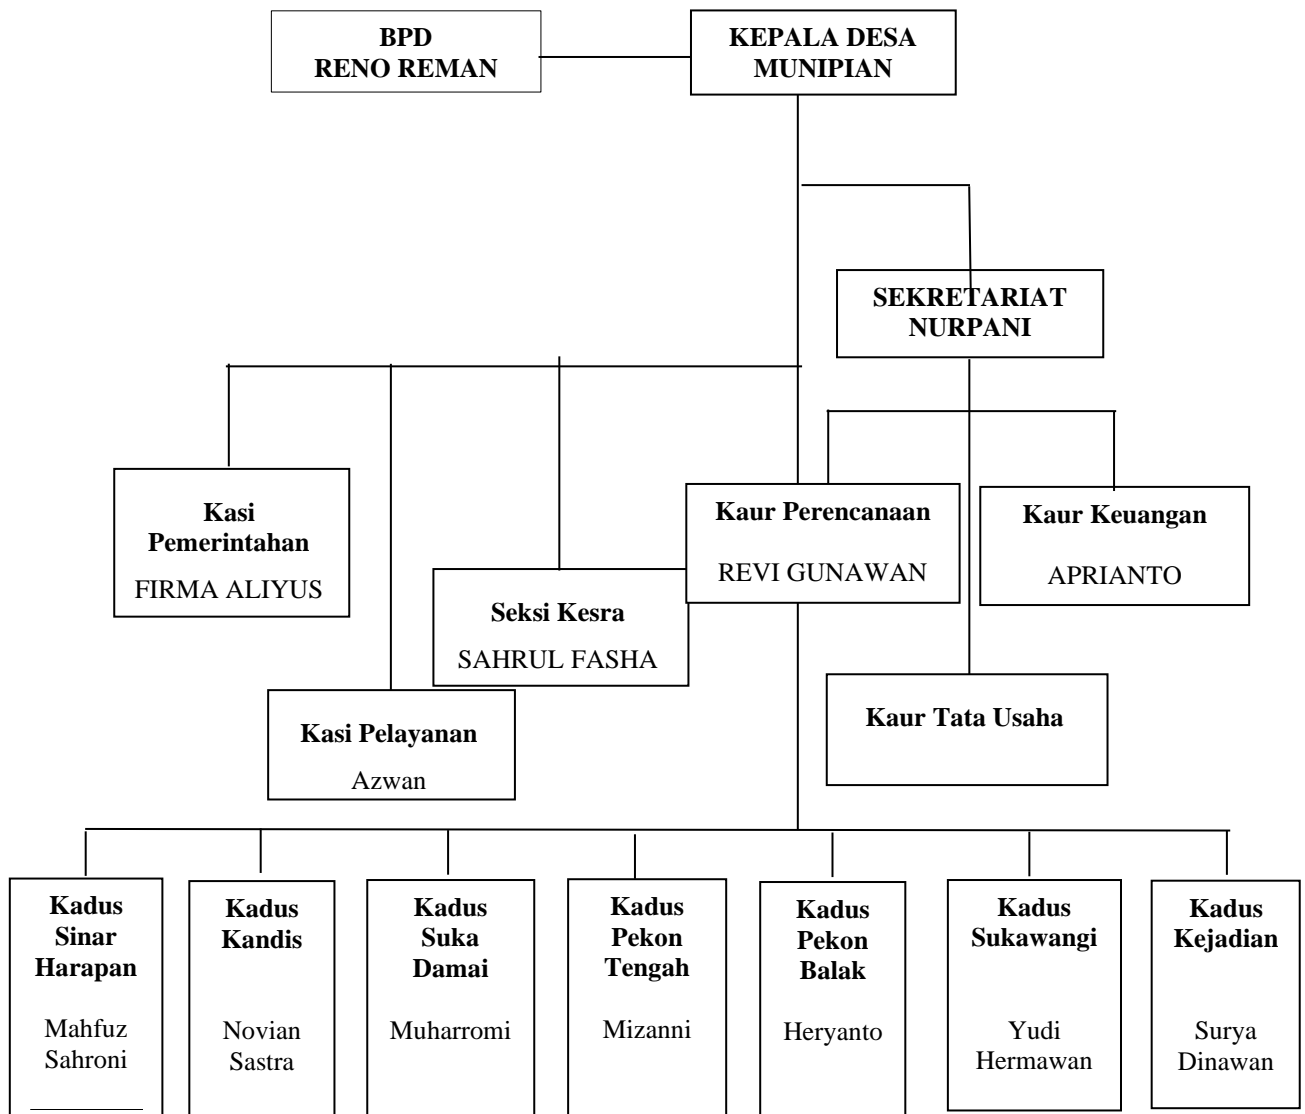 BPD
RENO REMAN
KEPALA DESA
MUNIPIAN
SEKRETARIAT
NURPANI
Kasi
Pemerintahan
FIRMA ALIYUS
Seksi Kesra
SAHRUL FASHA
Kasi Pelayanan
Azwan
Kaur Perencanaan
REVI GUNAWAN
Kaur Keuangan
APRIANTO
Kaur Tata Usaha
Kadus
Sinar
Harapan
Mahfuz
Sahroni
Kadus
Kandis
Novian
Sastra
Kadus
Suka
Damai
Muharromi
Kadus
Pekon
Tengah
Mizanni
Kadus
Pekon
Balak
Heryanto
Kadus
Sukawangi
Yudi
Hermawan
Kadus
Kejadian
Surya
Dinawan